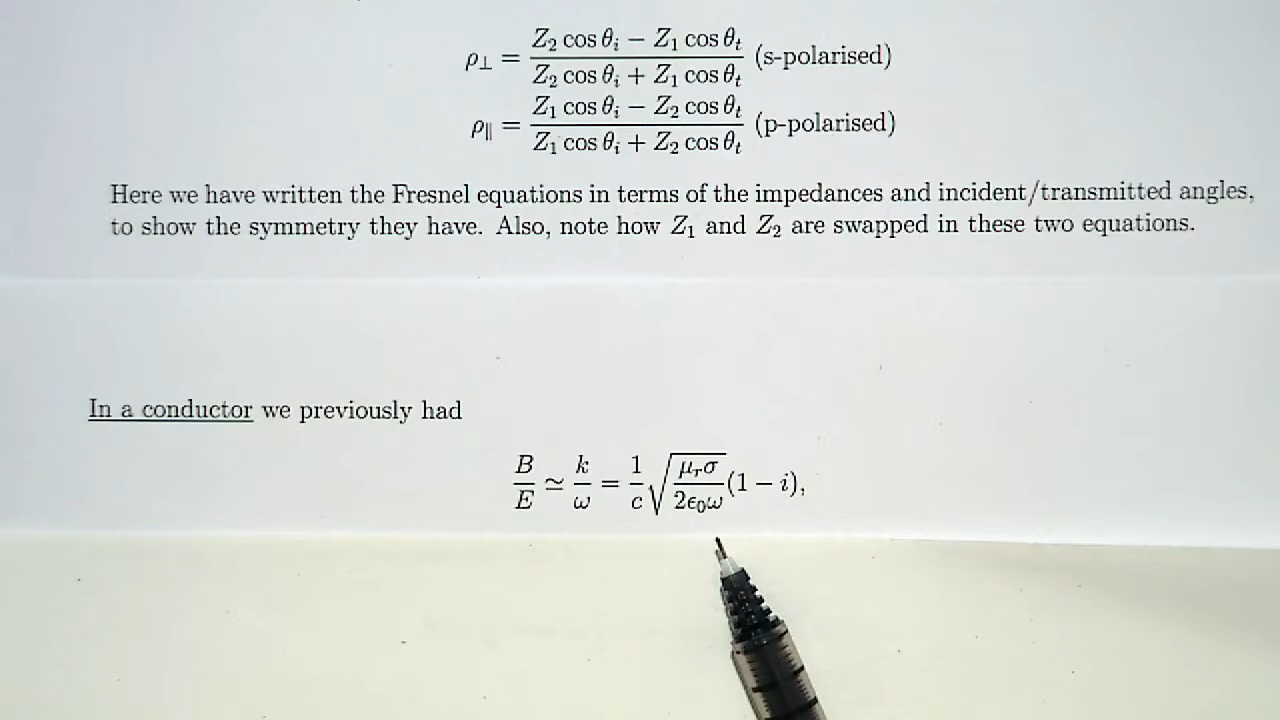 ρ⊥ = (Z₂ cos θᵢ − Z₁ cos θₜ) / (Z₂ cos θᵢ + Z₁ cos θₜ) (s-polarised)
ρ∥ = (Z₁ cos θᵢ − Z₂ cos θₜ) / (Z₁ cos θᵢ + Z₂ cos θₜ) (p-polarised)
Here we have written the Fresnel equations in terms of the impedances and incident/transmitted angles,
to show the symmetry they have. Also, note how Z₁ and Z₂ are swapped in these two equations.
In a conductor we previously had
B/E ≃ k/ω = 1/c √(μᵣσ / 2ϵ₀ω) (1 − i),